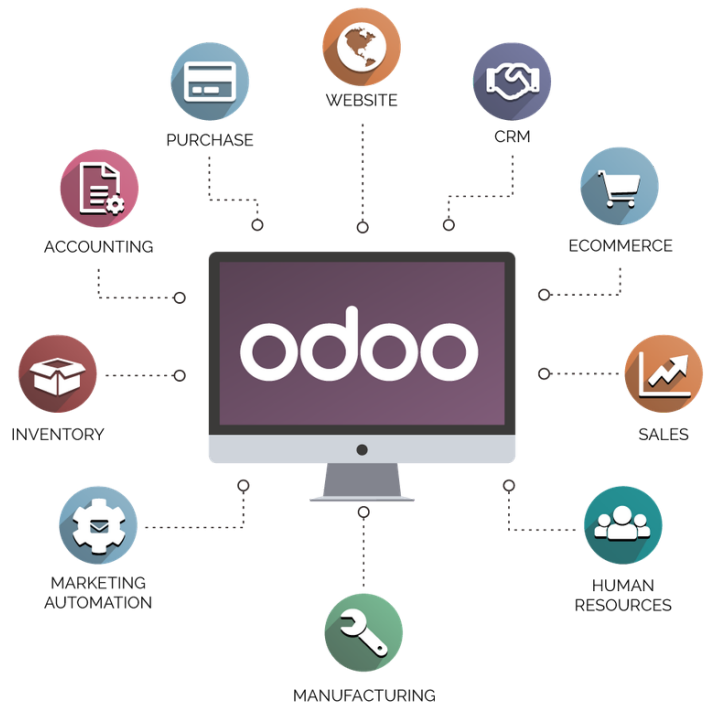 WEBSITE
PURCHASE
CRM
ACCOUNTING
ECOMMERCE
odoo
INVENTORY
SALES
MARKETING
AUTOMATION
HUMAN
RESOURCES
MANUFACTURING